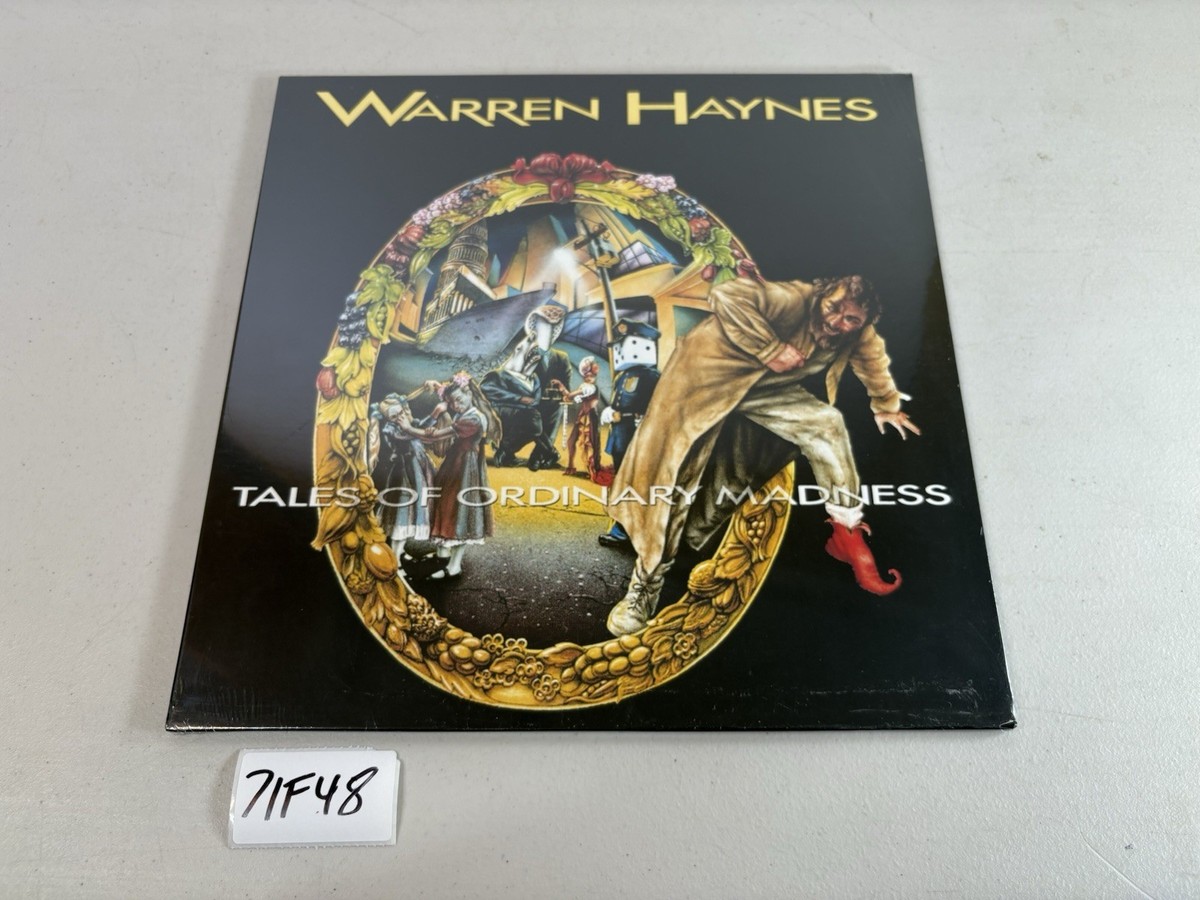 WARREN HAYNES
TALES OF ORDINARY MADNESS
71F48